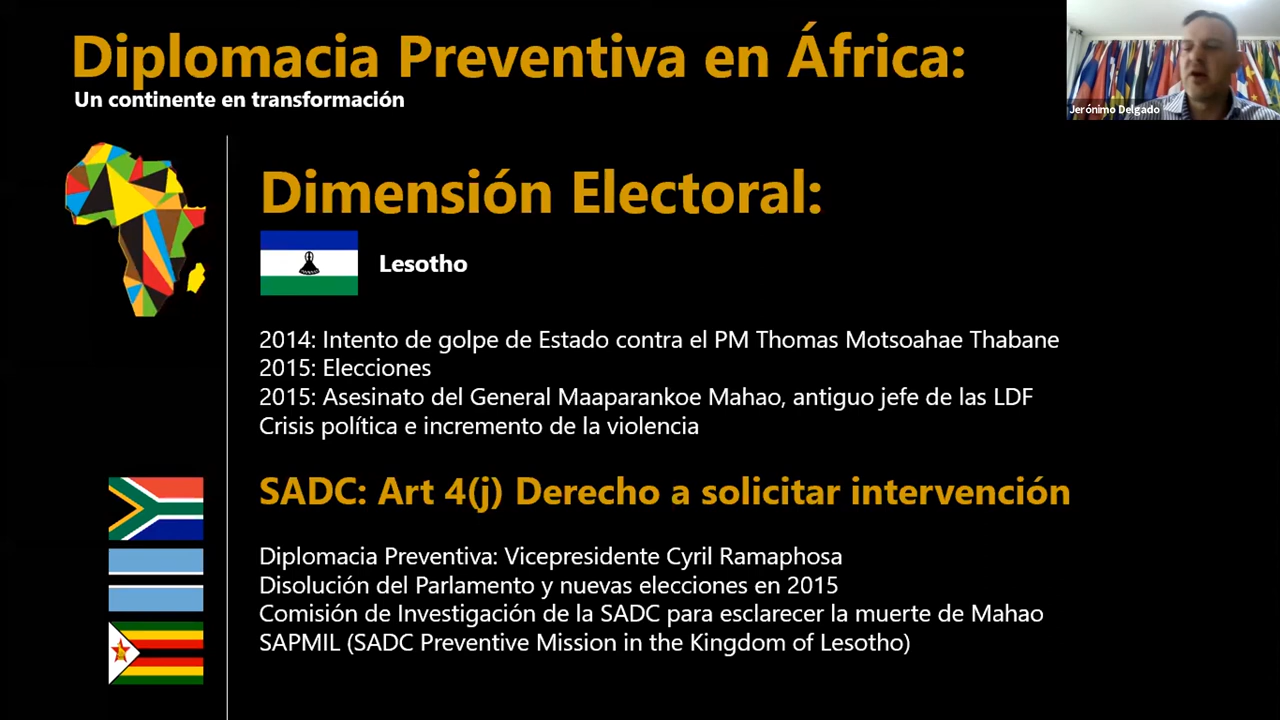 Diplomacia Preventiva en África:
Un continente en transformación
Jerónimo Delgado
Dimensión Electoral:
Lesotho
2014: Intento de golpe de Estado contra el PM Thomas Motsoahae Thabane
2015: Elecciones
2015: Asesinato del General Maaparankoe Mahao, antiguo jefe de las LDF
Crisis política e incremento de la violencia
SADC: Art 4(j) Derecho a solicitar intervención
Diplomacia Preventiva: Vicepresidente Cyril Ramaphosa
Disolución del Parlamento y nuevas elecciones en 2015
Comisión de Investigación de la SADC para esclarecer la muerte de Mahao
SAPMIL (SADC Preventive Mission in the Kingdom of Lesotho)